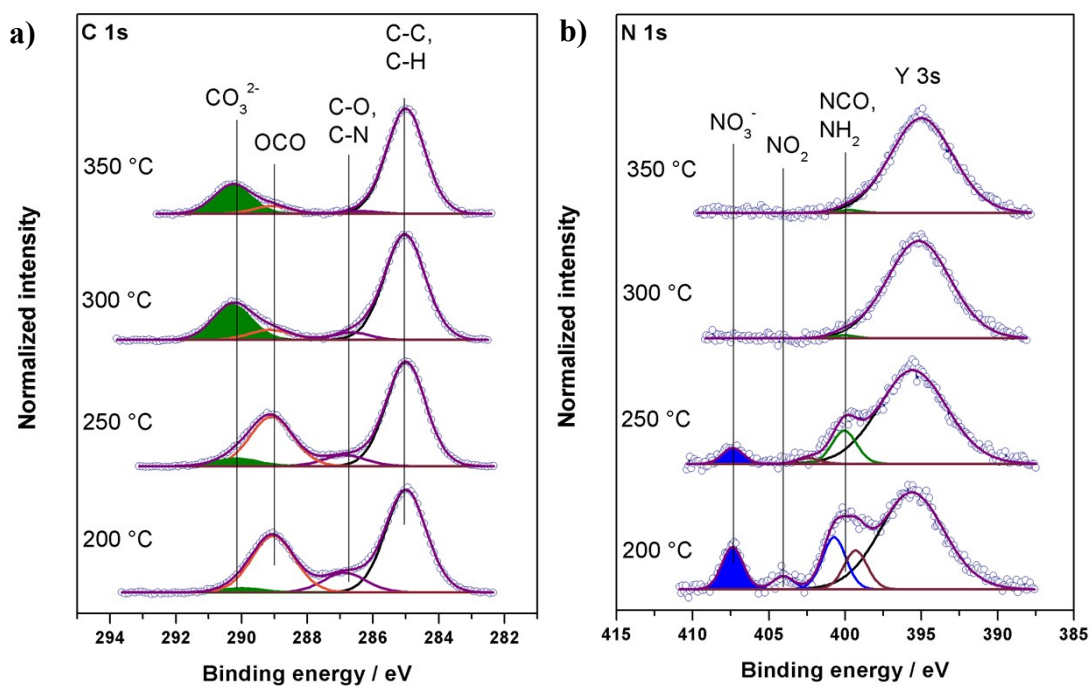 a)
C 1s
C-C,
C-H
CO₃²⁻
OCO
C-O,
C-N
350 °C
300 °C
250 °C
200 °C
Normalized intensity
294 292 290 288 286 284 282
Binding energy / eV
b)
N 1s
Y 3s
NCO,
NH₂
NO₃⁻
NO₂
350 °C
300 °C
250 °C
200 °C
Normalized intensity
415 410 405 400 395 390 385
Binding energy / eV